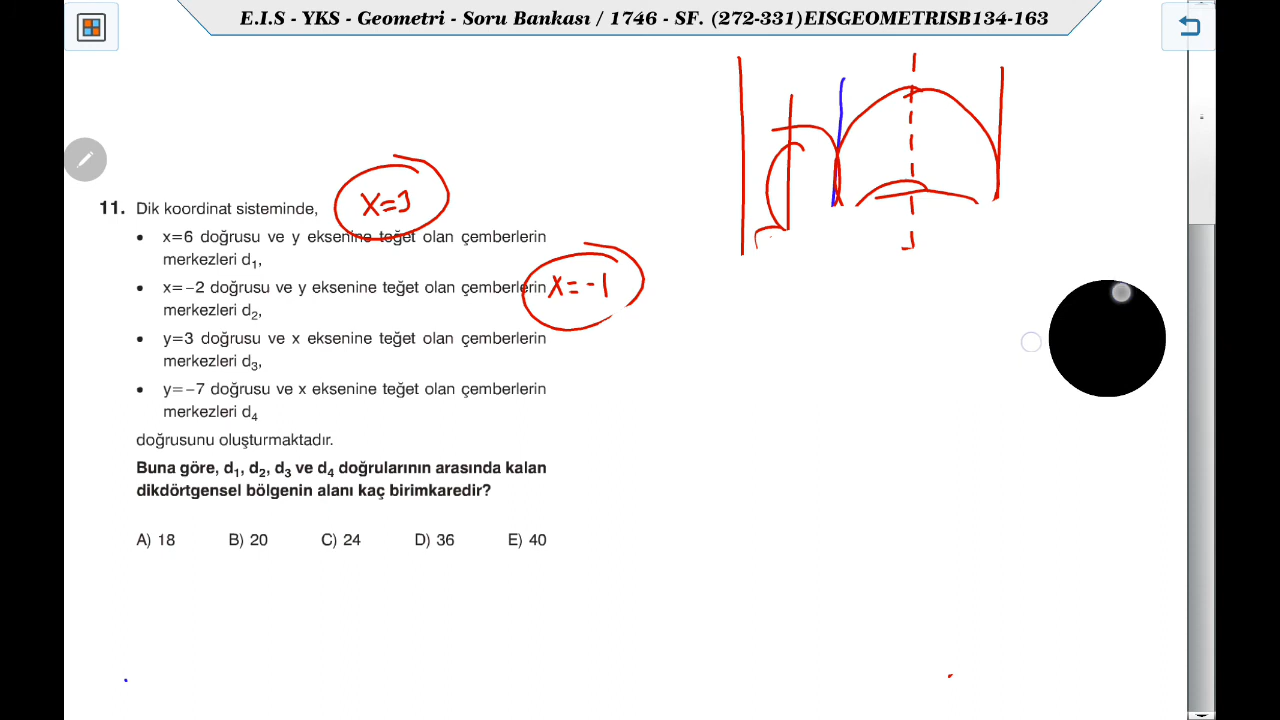 E.I.S - YKS - Geometri - Soru Bankası / 1746 - SF. (272-331)EISGEOMETRISB134-163
11. Dik koordinat sisteminde,
x=3
• x=6 doğrusu ve y eksenine teğet olan çemberlerin
merkezleri d₁,
• x=−2 doğrusu ve y eksenine teğet olan çemberlerin
x=-1
merkezleri d₂,
• y=3 doğrusu ve x eksenine teğet olan çemberlerin
merkezleri d₃,
• y=−7 doğrusu ve x eksenine teğet olan çemberlerin
merkezleri d₄
doğrusunu oluşturmaktadır.
Buna göre, d₁, d₂, d₃ ve d₄ doğrularının arasında kalan
dikdörtgensel bölgenin alanı kaç birimkaredir?
A) 18 B) 20 C) 24 D) 36 E) 40